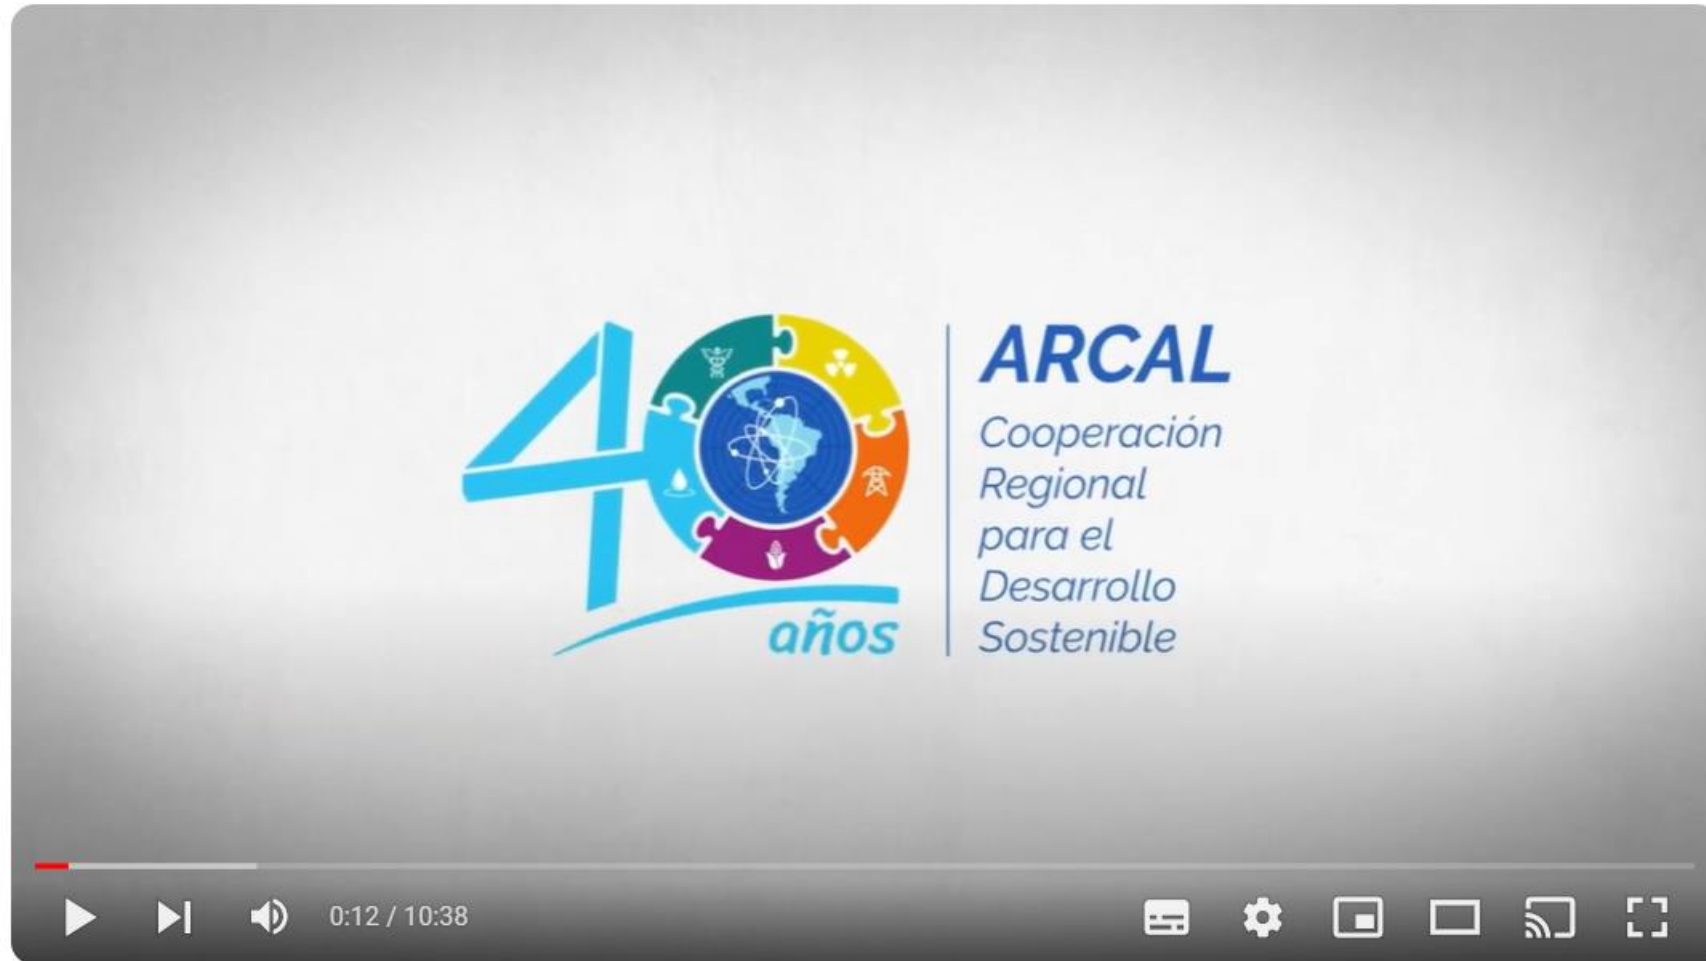 40
años
ARCAL
Cooperación
Regional
para el
Desarrollo
Sostenible
0:12 / 10:38